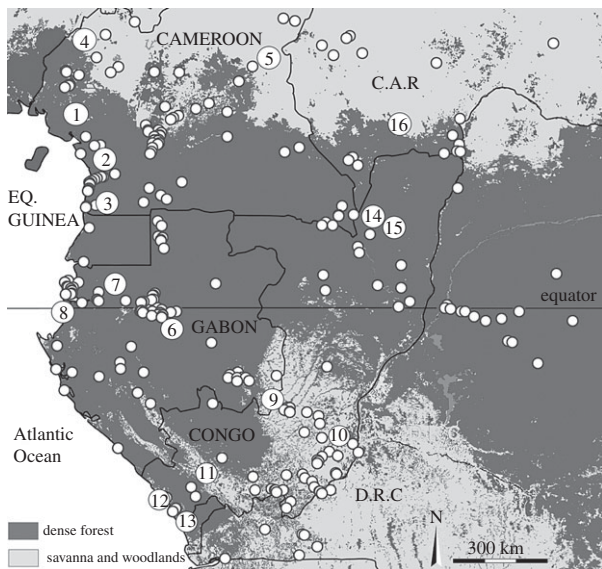 4
CAMEROON
5
C.A.R
1
16
2
EQ.
GUINEA
3
14
15
7
equator
8
6
GABON
9
Atlantic
Ocean
CONGO
10
11
12
D.R.C
13
N
dense forest
savanna and woodlands
300 km